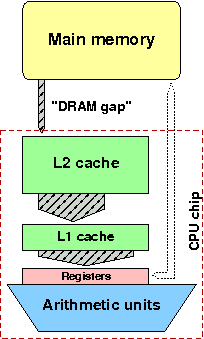 Main memory
"DRAM gap"
L2 cache
L1 cache
Registers
Arithmetic units
CPU chip